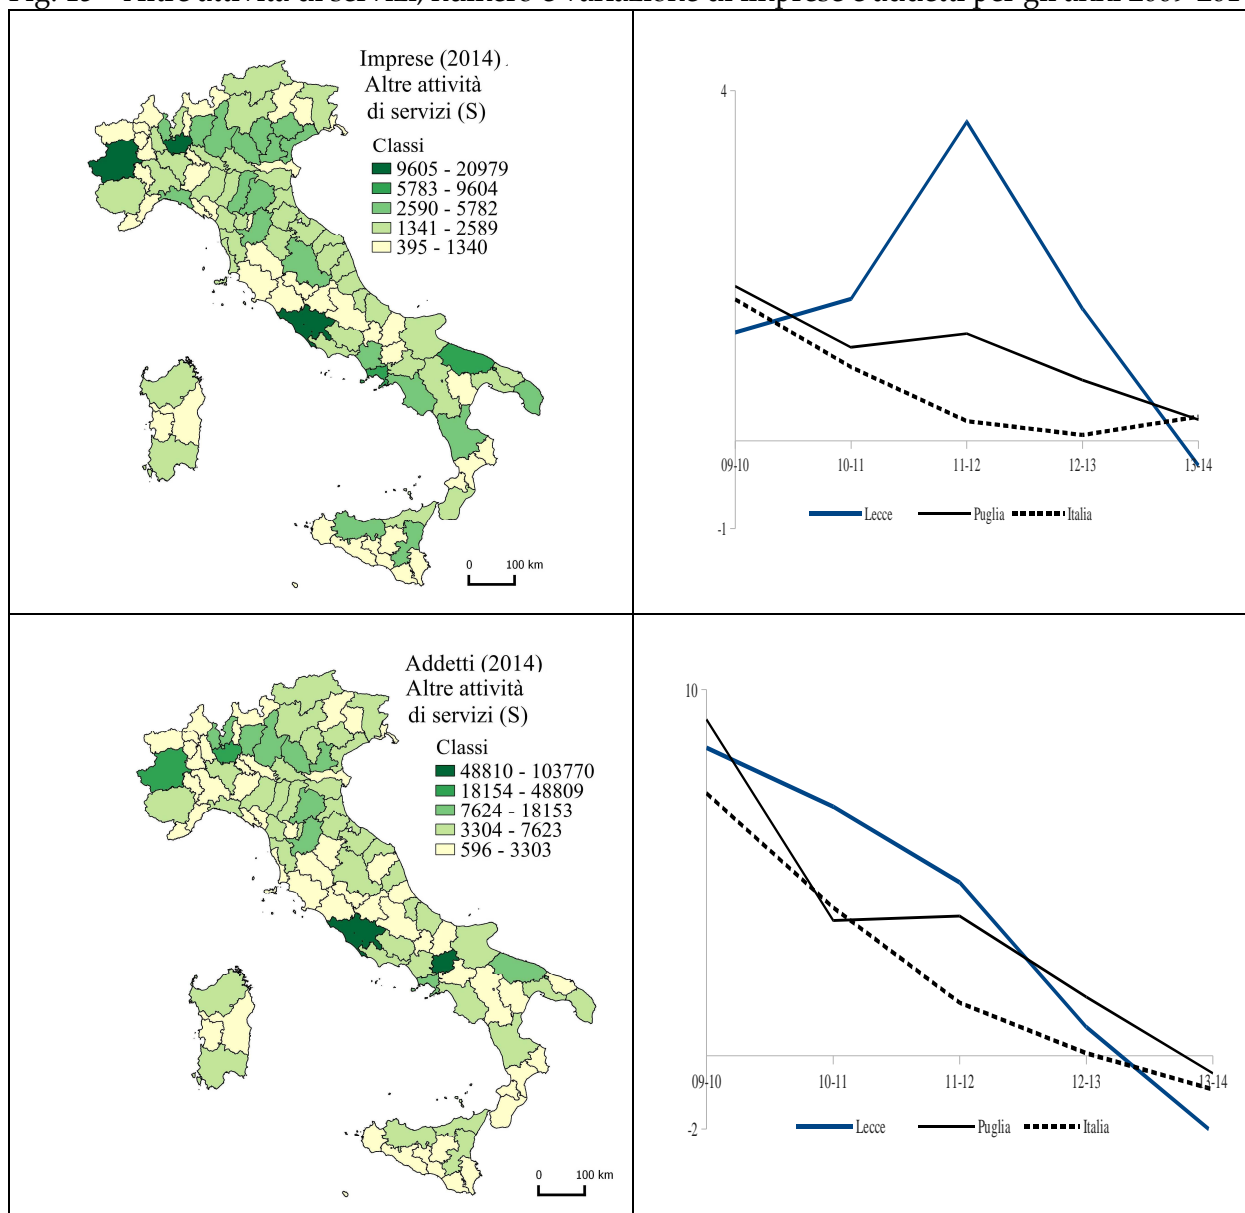 Imprese (2014)
Altre attività
di servizi (S)
Classi
9605 - 20979
5783 - 9604
2590 - 5782
1341 - 2589
395 - 1340
0 100 km
4
09-10 10-11 11-12 12-13 13-14
Lecce Puglia Italia
-1
Addetti (2014)
Altre attività
di servizi (S)
Classi
48810 - 103770
18154 - 48809
7624 - 18153
3304 - 7623
596 - 3303
0 100 km
10
09-10 10-11 11-12 12-13 13-14
-2
Lecce Puglia Italia